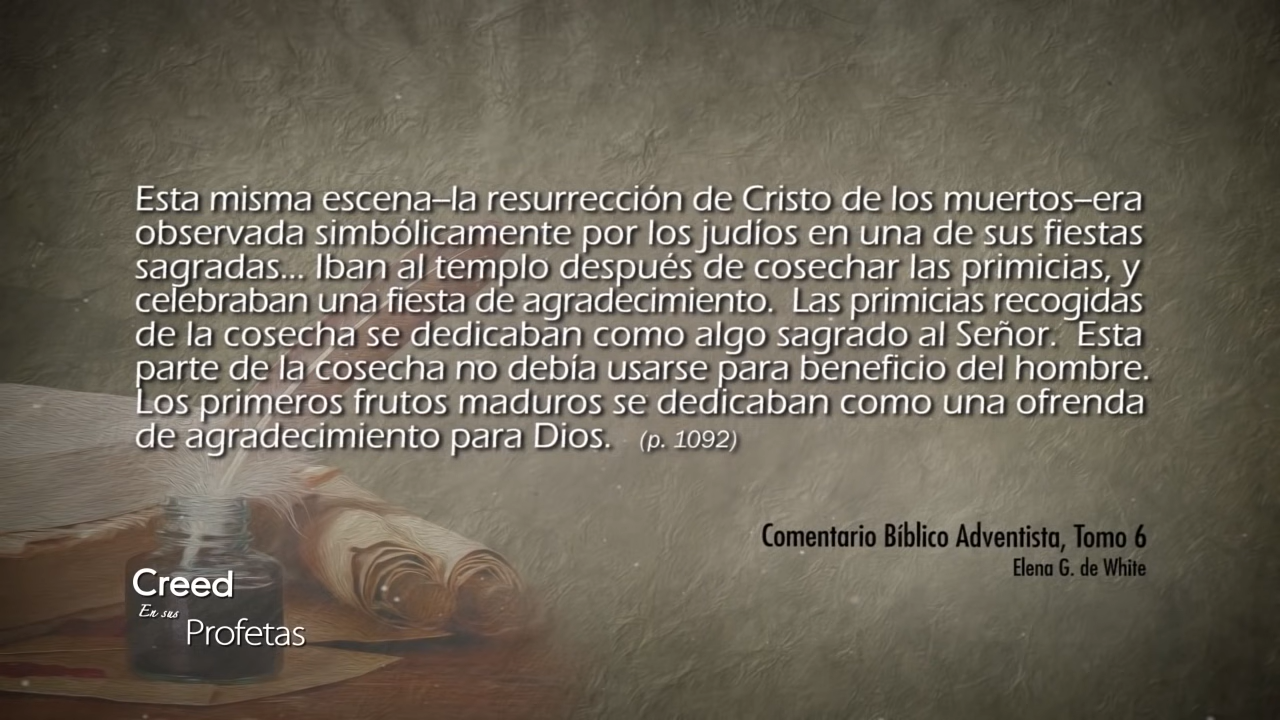 Esta misma escena–la resurrección de Cristo de los muertos–era
observada simbólicamente por los judíos en una de sus fiestas
sagradas... Iban al templo después de cosechar las primicias, y
celebraban una fiesta de agradecimiento.  Las primicias recogidas
de la cosecha se dedicaban como algo sagrado al Señor.  Esta
parte de la cosecha no debía usarse para beneficio del hombre.
Los primeros frutos maduros se dedicaban como una ofrenda
de agradecimiento para Dios.   (p. 1092)
Comentario Bíblico Adventista, Tomo 6
Elena G. de White
Creed
En sus
Profetas